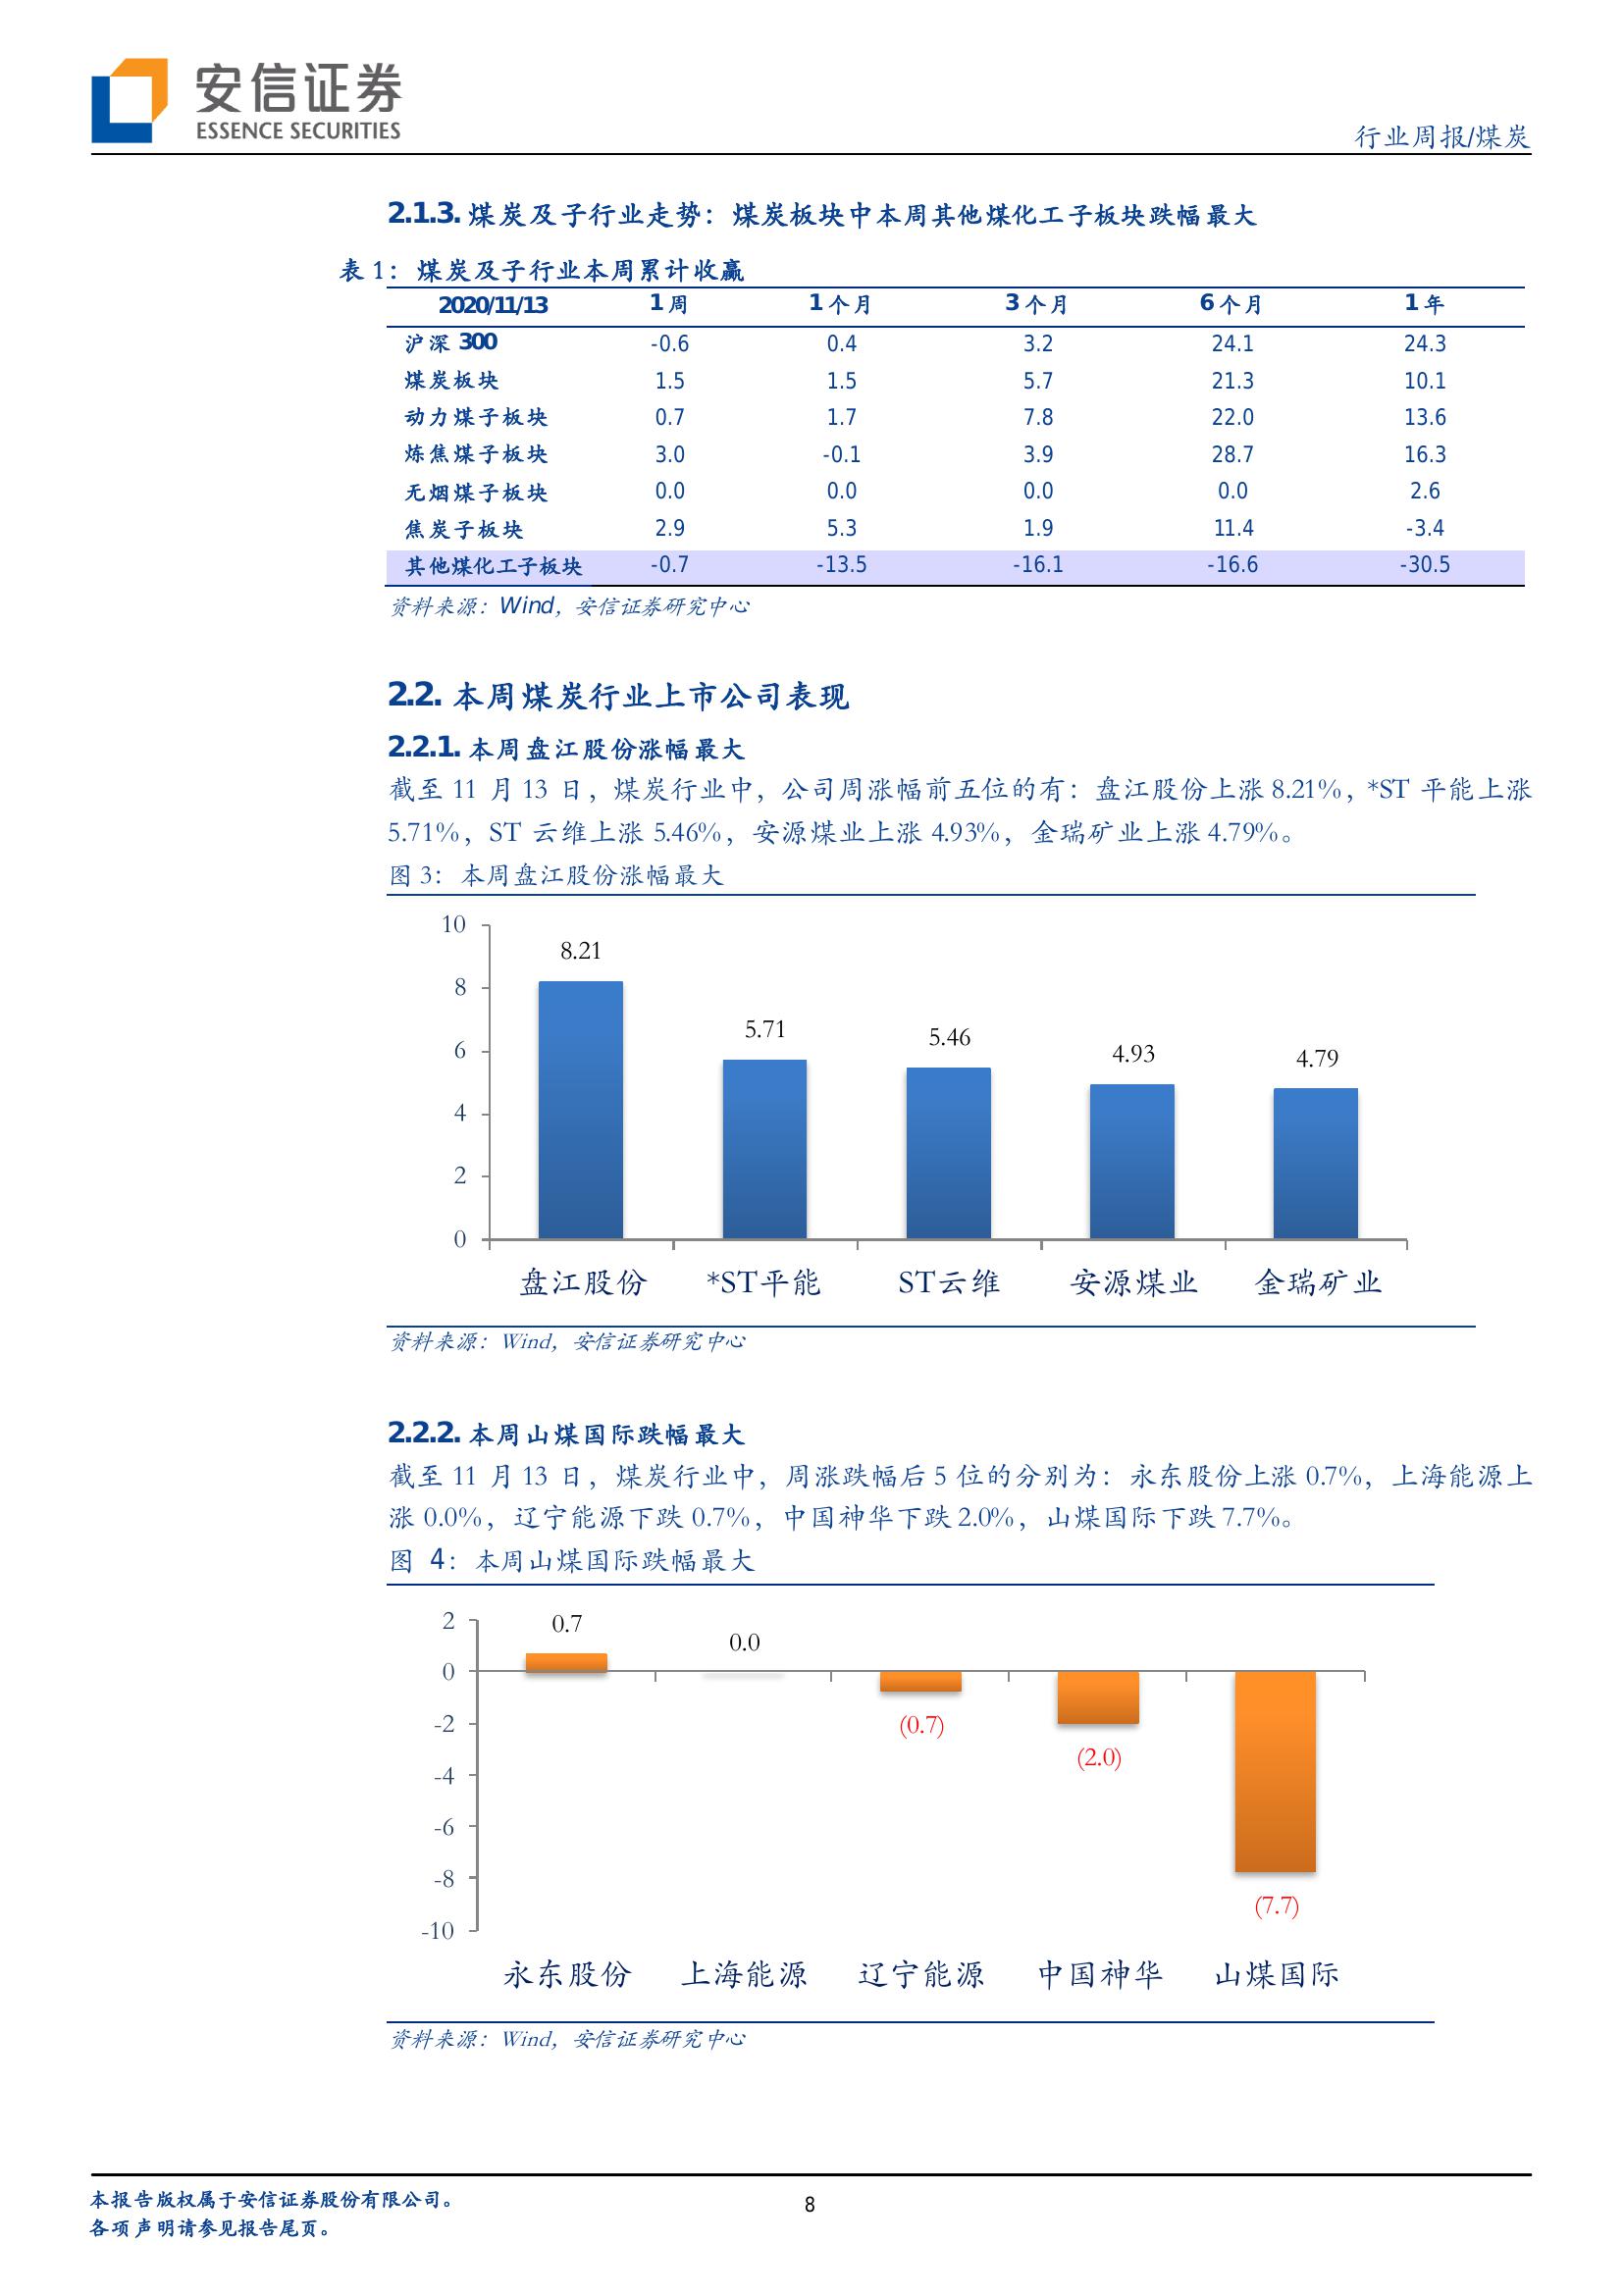 安信证券
ESSENCE SECURITIES
行业周报/煤炭
2.1.3. 煤炭及子行业走势：煤炭板块中本周其他煤化工子板块跌幅最大
表 1：煤炭及子行业本周累计收赢
2020/11/13 1 周 1 个月 3 个月 6 个月 1 年
沪深 300 -0.6 0.4 3.2 24.1 24.3
煤炭板块 1.5 1.5 5.7 21.3 10.1
动力煤子板块 0.7 1.7 7.8 22.0 13.6
炼焦煤子板块 3.0 -0.1 3.9 28.7 16.3
无烟煤子板块 0.0 0.0 0.0 0.0 2.6
焦炭子板块 2.9 5.3 1.9 11.4 -3.4
其他煤化工子板块 -0.7 -13.5 -16.1 -16.6 -30.5
资料来源：Wind，安信证券研究中心
2.2. 本周煤炭行业上市公司表现
2.2.1. 本周盘江股份涨幅最大
截至 11 月 13 日，煤炭行业中，公司周涨幅前五位的有：盘江股份上涨 8.21%，*ST 平能上涨
5.71%，ST 云维上涨 5.46%，安源煤业上涨 4.93%，金瑞矿业上涨 4.79%。
图 3：本周盘江股份涨幅最大
10
8.21
8
5.71
5.46
6
4.93
4.79
4
2
0
盘江股份 *ST平能 ST云维 安源煤业 金瑞矿业
资料来源：Wind，安信证券研究中心
2.2.2. 本周山煤国际跌幅最大
截至 11 月 13 日，煤炭行业中，周涨跌幅后 5 位的分别为：永东股份上涨 0.7%，上海能源上
涨 0.0%，辽宁能源下跌 0.7%，中国神华下跌 2.0%，山煤国际下跌 7.7%。
图 4：本周山煤国际跌幅最大
2
0.7
0.0
0
-2
(0.7)
(2.0)
-4
-6
-8
(7.7)
-10
永东股份 上海能源 辽宁能源 中国神华 山煤国际
资料来源：Wind，安信证券研究中心
本报告版权属于安信证券股份有限公司。
各项声明请参见报告尾页。
8